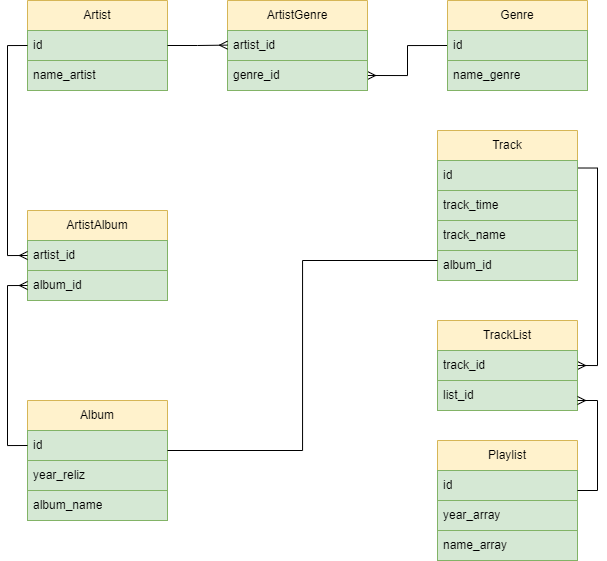 Artist
id
name_artist
ArtistGenre
artist_id
genre_id
Genre
id
name_genre
Track
id
track_time
track_name
album_id
ArtistAlbum
artist_id
album_id
TrackList
track_id
list_id
Album
id
year_reliz
album_name
Playlist
id
year_array
name_array